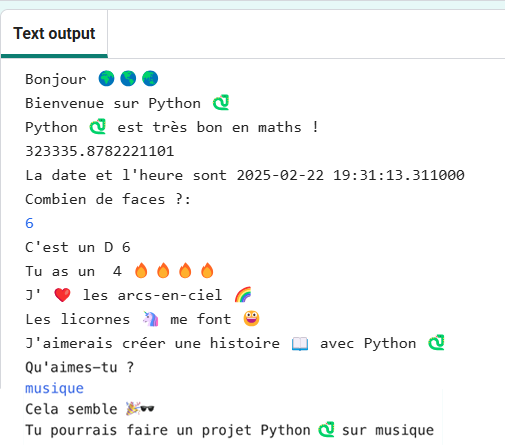 Text output
Bonjour 🌍🌎🌏
Bienvenue sur Python 🐍
Python 🐍 est très bon en maths !
323335.8782221101
La date et l'heure sont 2025-02-22 19:31:13.311000
Combien de faces ?:
6
C'est un D 6
Tu as un 4 🔥🔥🔥🔥
J' ❤️ les arcs-en-ciel 🌈
Les licornes 🦄 me font 😃
J'aimerais créer une histoire 📖 avec Python 🐍
Qu'aimes-tu ?
musique
Cela semble 🎉🕶️
Tu pourrais faire un projet Python 🐍 sur musique